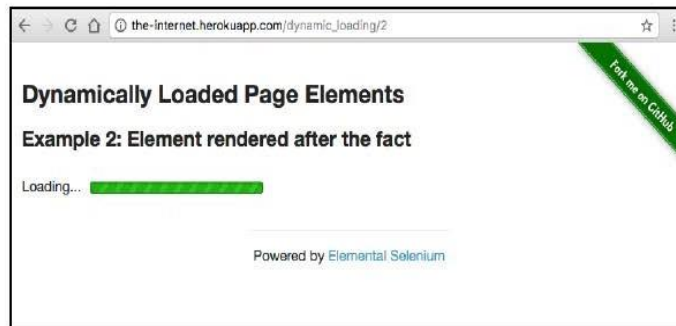 the-internet.herokuapp.com/dynamic_loading/2
Fork me on GitHub
Dynamically Loaded Page Elements
Example 2: Element rendered after the fact
Loading...
Powered by Elemental Selenium